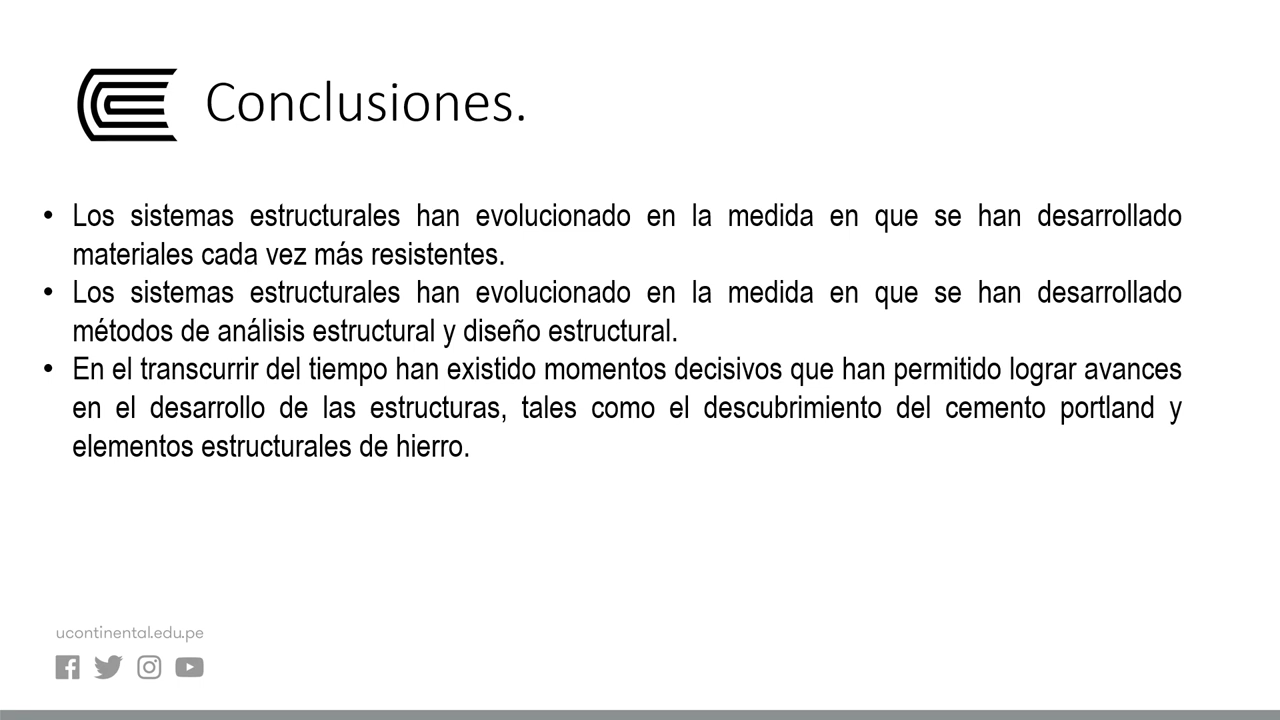 Conclusiones.
• Los sistemas estructurales han evolucionado en la medida en que se han desarrollado
materiales cada vez más resistentes.
• Los sistemas estructurales han evolucionado en la medida en que se han desarrollado
métodos de análisis estructural y diseño estructural.
• En el transcurrir del tiempo han existido momentos decisivos que han permitido lograr avances
en el desarrollo de las estructuras, tales como el descubrimiento del cemento portland y
elementos estructurales de hierro.
ucontinental.edu.pe